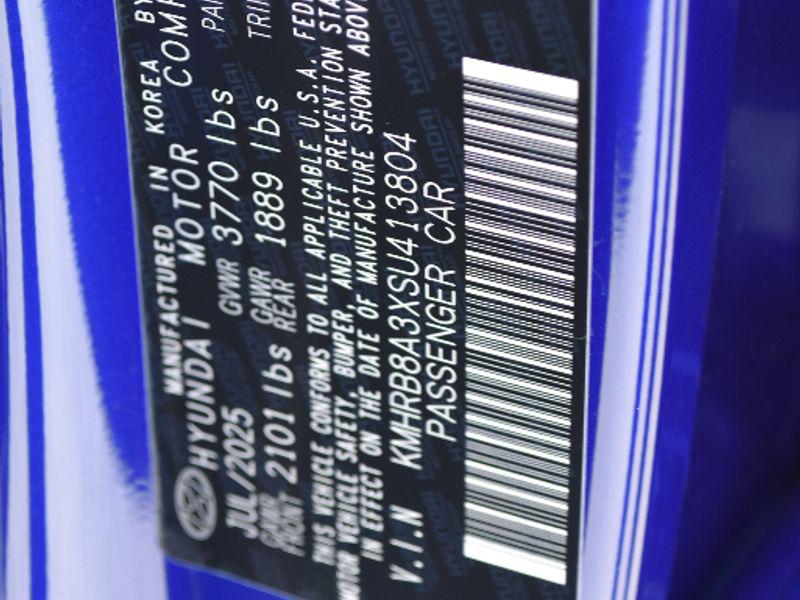 MANUFACTURED IN KOREA BY
HYUNDAI MOTOR COMP
JUL/2025 GVWR 3770 lbs
GAWR FRONT 2101 lbs GAWR REAR 1889 lbs TRI
THIS VEHICLE CONFORMS TO ALL APPLICABLE U.S.A. FED
MOTOR VEHICLE SAFETY, BUMPER, AND THEFT PREVENTION STA
IN EFFECT ON THE DATE OF MANUFACTURE SHOWN ABOV
V.I.N KMHRB8A3XSU413804
PASSENGER CAR